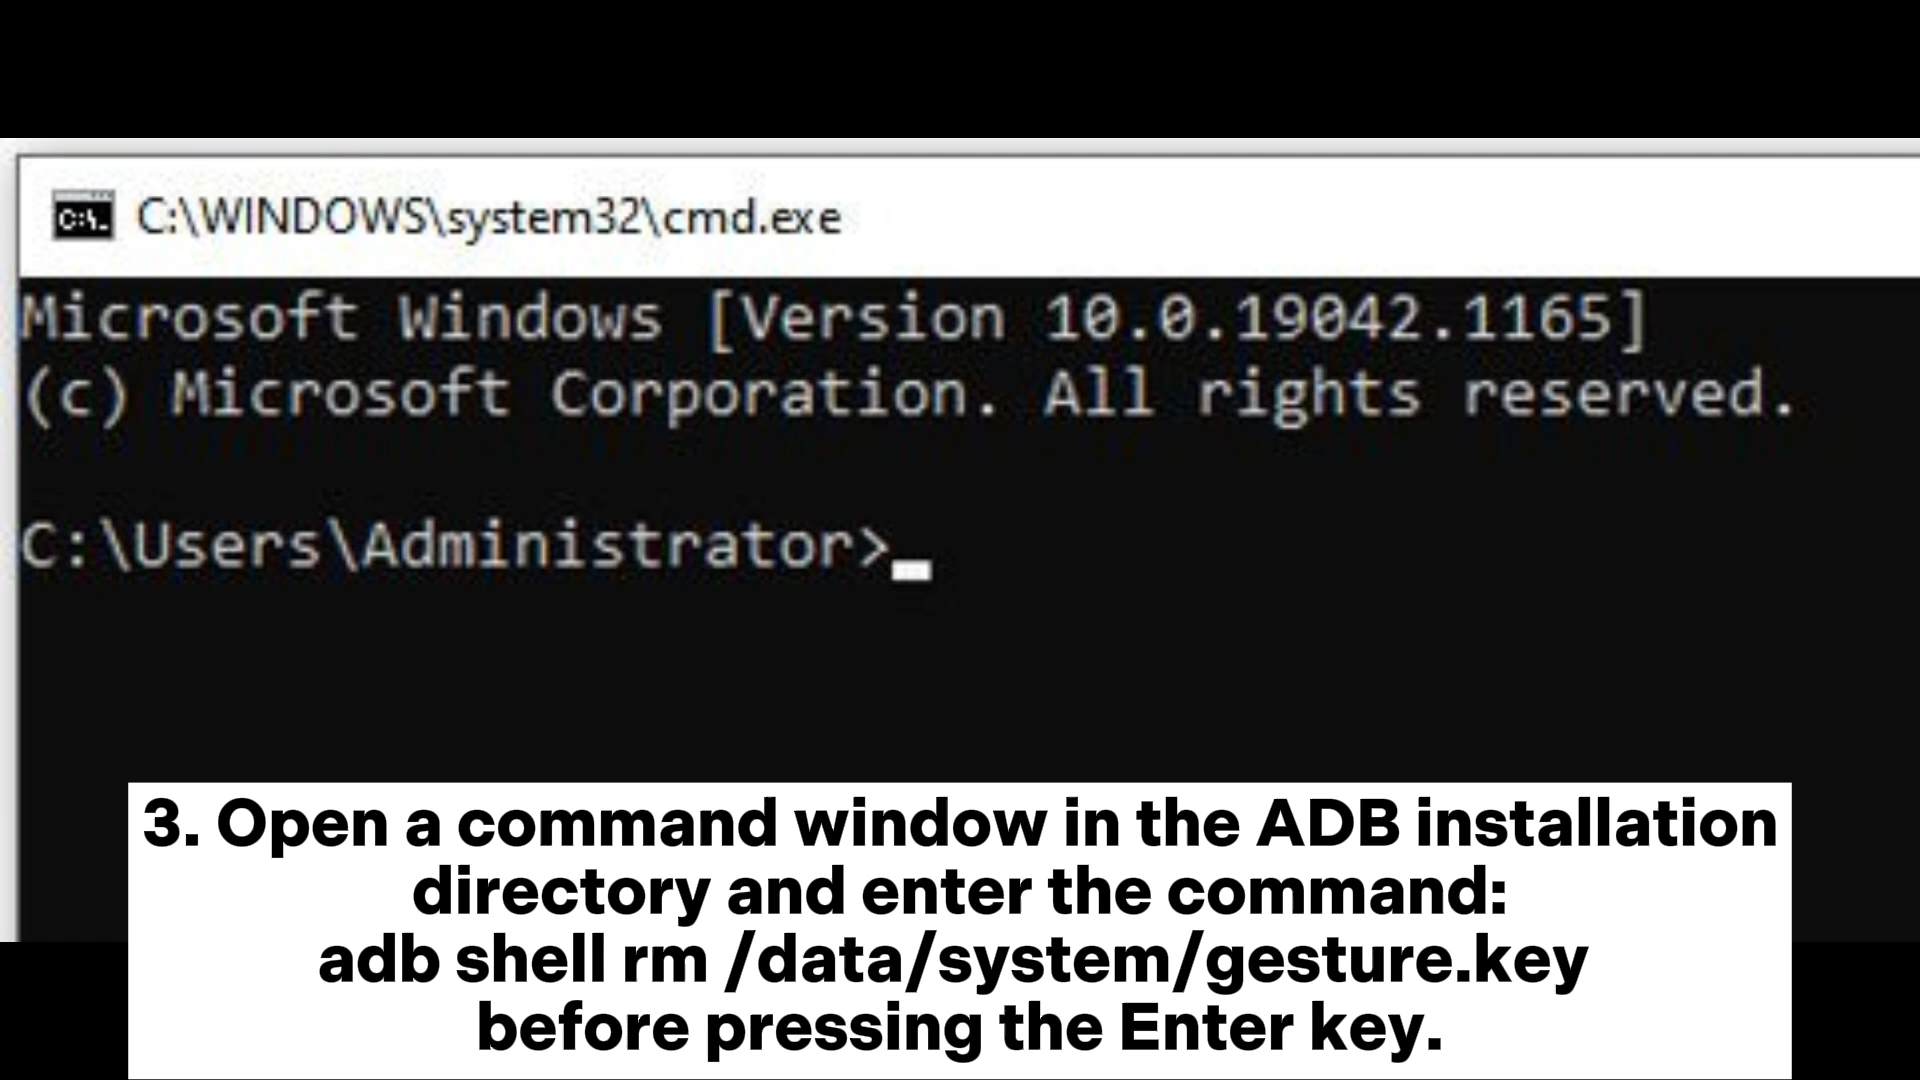 C:\WINDOWS\system32\cmd.exe
Microsoft Windows [Version 10.0.19042.1165]
(c) Microsoft Corporation. All rights reserved.
C:\Users\Administrator>
3. Open a command window in the ADB installation
directory and enter the command:
adb shell rm /data/system/gesture.key
before pressing the Enter key.